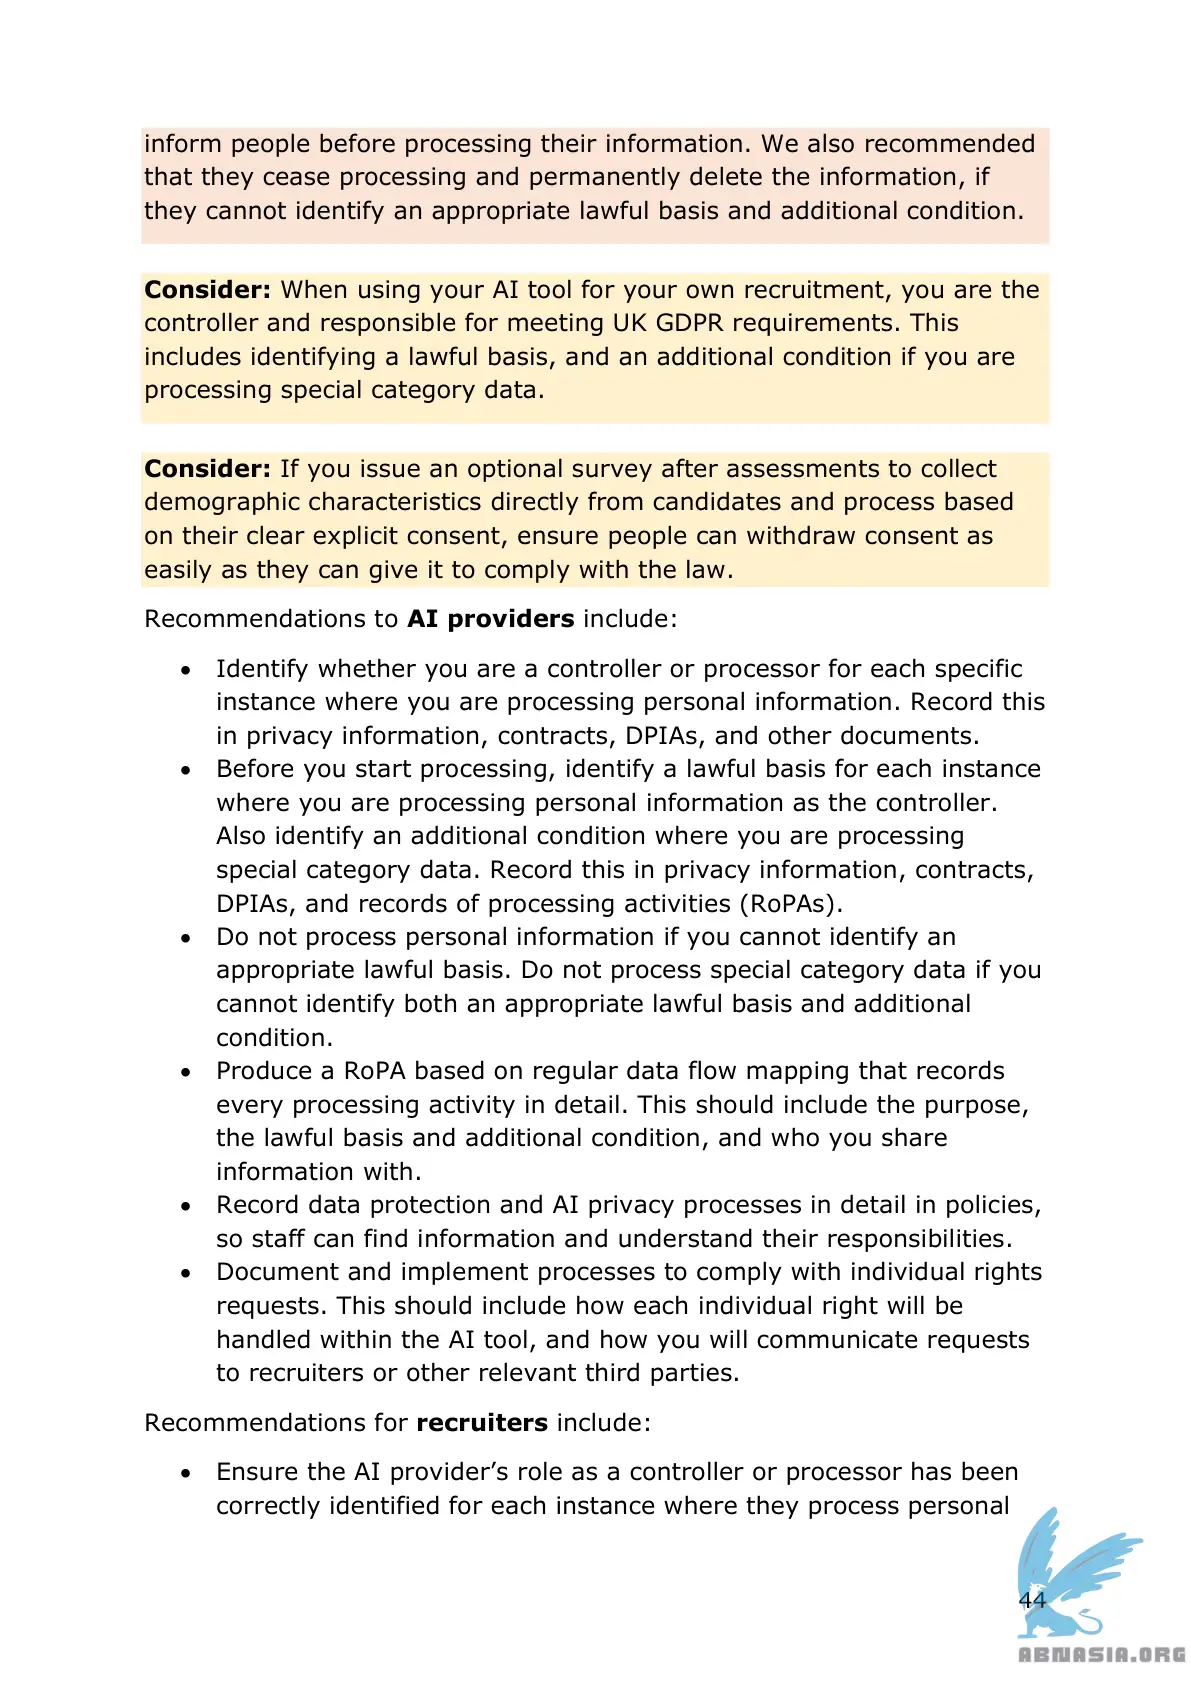 inform people before processing their information. We also recommended
that they cease processing and permanently delete the information, if
they cannot identify an appropriate lawful basis and additional condition.
Consider: When using your AI tool for your own recruitment, you are the
controller and responsible for meeting UK GDPR requirements. This
includes identifying a lawful basis, and an additional condition if you are
processing special category data.
Consider: If you issue an optional survey after assessments to collect
demographic characteristics directly from candidates and process based
on their clear explicit consent, ensure people can withdraw consent as
easily as they can give it to comply with the law.
Recommendations to AI providers include:
• Identify whether you are a controller or processor for each specific
instance where you are processing personal information. Record this
in privacy information, contracts, DPIAs, and other documents.
• Before you start processing, identify a lawful basis for each instance
where you are processing personal information as the controller.
Also identify an additional condition where you are processing
special category data. Record this in privacy information, contracts,
DPIAs, and records of processing activities (RoPAs).
• Do not process personal information if you cannot identify an
appropriate lawful basis. Do not process special category data if you
cannot identify both an appropriate lawful basis and additional
condition.
• Produce a RoPA based on regular data flow mapping that records
every processing activity in detail. This should include the purpose,
the lawful basis and additional condition, and who you share
information with.
• Record data protection and AI privacy processes in detail in policies,
so staff can find information and understand their responsibilities.
• Document and implement processes to comply with individual rights
requests. This should include how each individual right will be
handled within the AI tool, and how you will communicate requests
to recruiters or other relevant third parties.
Recommendations for recruiters include:
• Ensure the AI provider’s role as a controller or processor has been
correctly identified for each instance where they process personal
44
ABNASIA.ORG